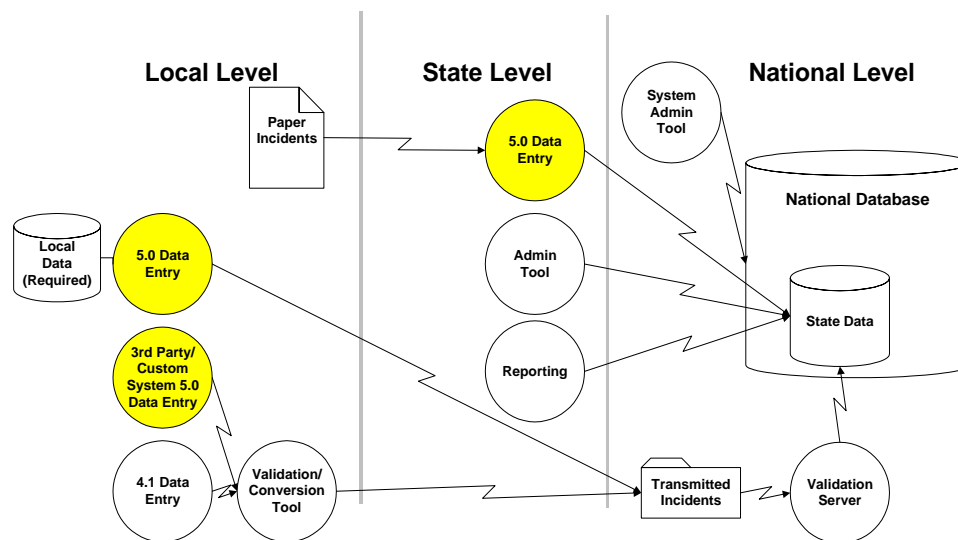 Local Level
State Level
National Level
Paper
Incidents
5.0 Data
Entry
System
Admin
Tool
National Database
Local
Data
(Required)
5.0 Data
Entry
Admin
Tool
State Data
3rd Party/
Custom
System 5.0
Data Entry
Reporting
4.1 Data
Entry
Validation/
Conversion
Tool
Transmitted
Incidents
Validation
Server